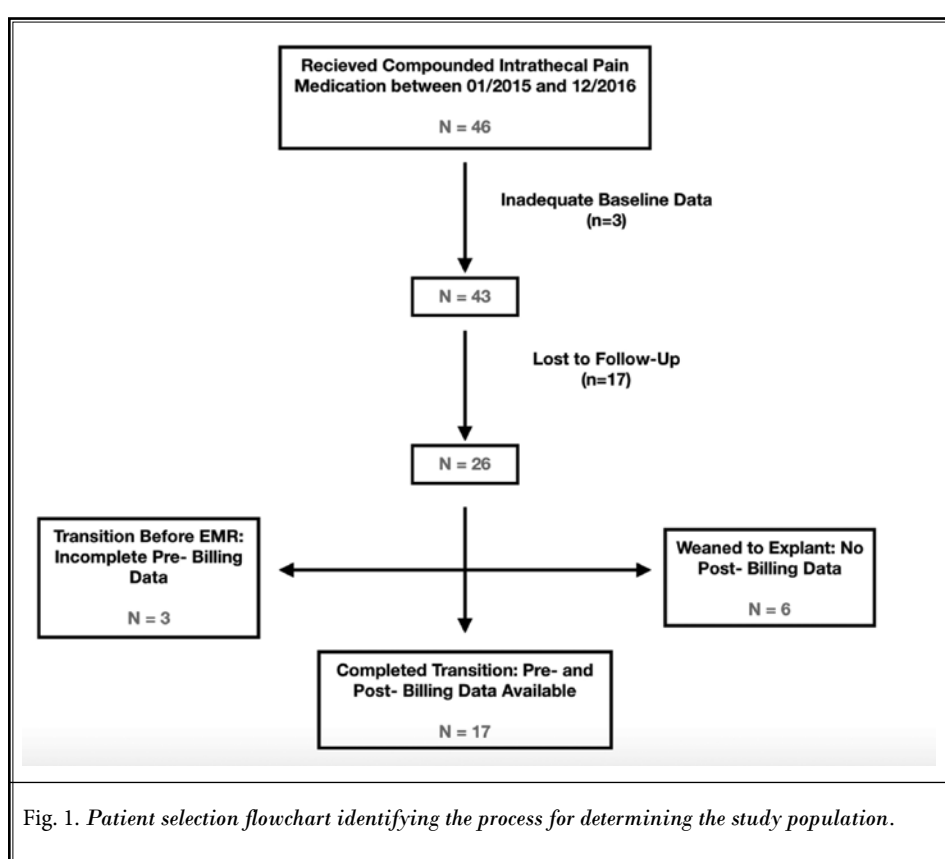 Recieved Compounded Intrathecal Pain
Medication between 01/2015 and 12/2016
N = 46
Inadequate Baseline Data
(n=3)
N = 43
Lost to Follow-Up
(n=17)
N = 26
Transition Before EMR:
Incomplete Pre- Billing
Data
N = 3
Weaned to Explant: No
Post- Billing Data
N = 6
Completed Transition: Pre- and
Post- Billing Data Available
N = 17
Fig. 1. Patient selection flowchart identifying the process for determining the study population.